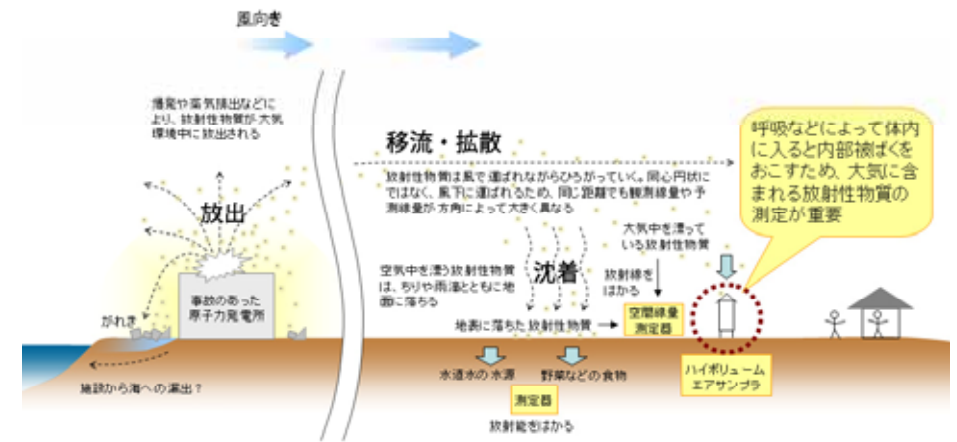 風向き
爆発や蒸気排出などに
より、放射性物質が大気
環境中に放出される
放出
事故のあった
原子力発電所
がれき
施設から海への漏出？
移流・拡散
放射性物質は風で運ばれながらひろがっていく。同心円状に
ではなく、風下に運ばれるため、同じ距離でも観測線量や予
測線量が方角によって大きく異なる
空気中を漂う放射性物質
は、ちりや雨滴とともに地
面に落ちる
沈着
地表に落ちた放射性物質
大気中を漂って
いる放射性物質
放射線を
はかる
空間線量
測定器
呼吸などによって体内
に入ると内部被ばくを
おこすため、大気に含
まれる放射性物質の
測定が重要
ハイボリューム
エアサンプラ
水道水の水源
野菜などの食物
測定器
放射能をはかる